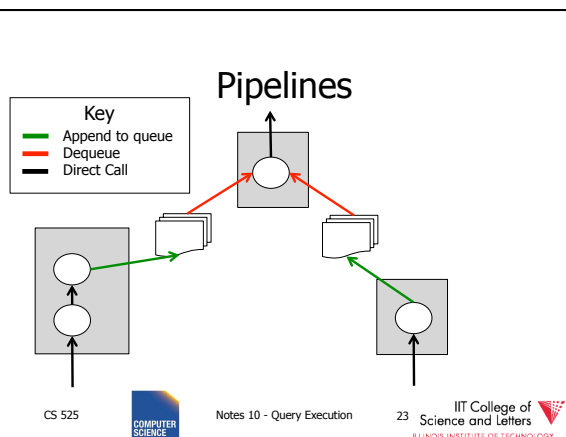 Pipelines
Key
Append to queue
Dequeue
Direct Call
CS 525
COMPUTER
SCIENCE
Notes 10 - Query Execution
23
IIT College of
Science and Letters
ILLINOIS INSTITUTE OF TECHNOLOGY